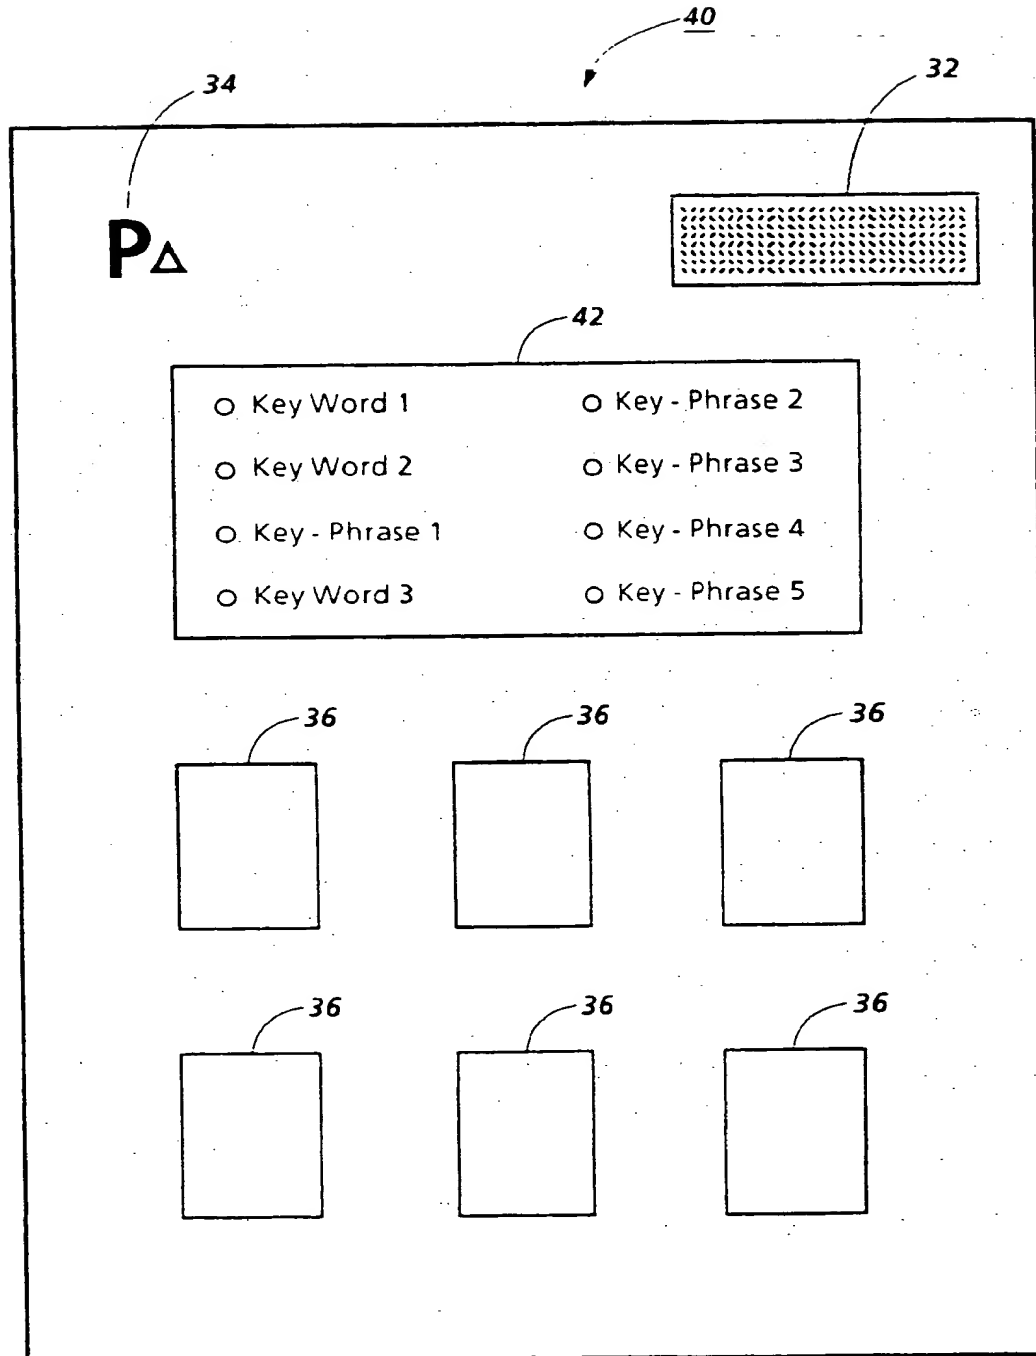 40
34
32
P△
42
○ Key Word 1
○ Key - Phrase 2
○ Key Word 2
○ Key - Phrase 3
○ Key - Phrase 1
○ Key - Phrase 4
○ Key Word 3
○ Key - Phrase 5
36
36
36
36
36
36